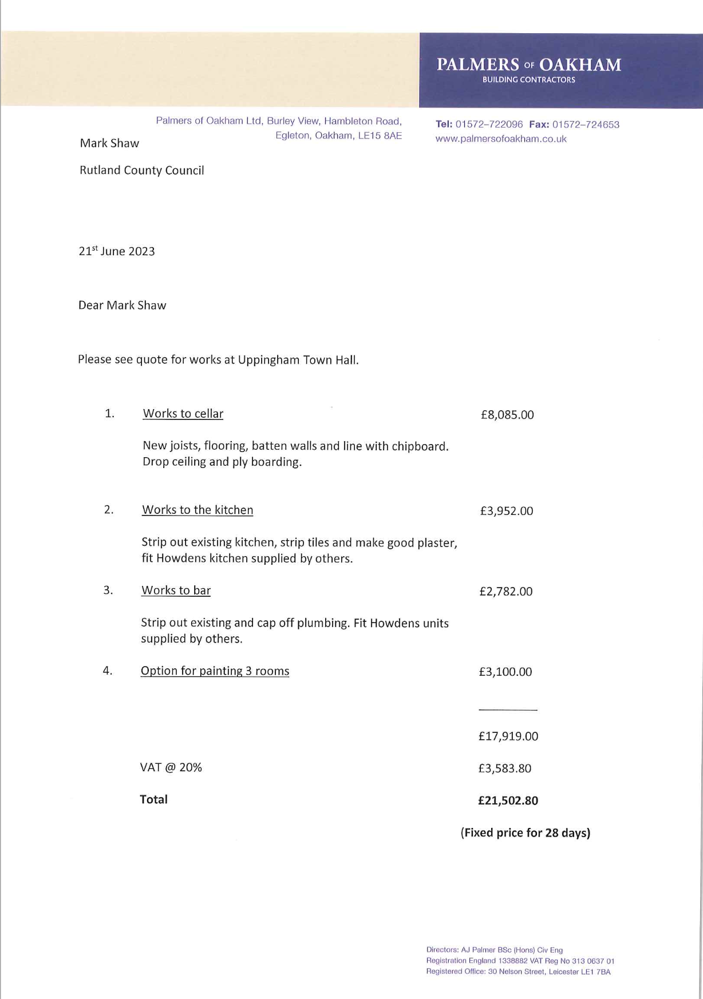 PALMERS OF OAKHAM
BUILDING CONTRACTORS
Palmers of Oakham Ltd, Burley View, Hambleton Road,
Egleton, Oakham, LE15 8AE
Tel: 01572–722096 Fax: 01572–724653
www.palmersofoakham.co.uk
Mark Shaw
Rutland County Council
21st June 2023
Dear Mark Shaw
Please see quote for works at Uppingham Town Hall.
1. Works to cellar £8,085.00
New joists, flooring, batten walls and line with chipboard.
Drop ceiling and ply boarding.
2. Works to the kitchen £3,952.00
Strip out existing kitchen, strip tiles and make good plaster,
fit Howdens kitchen supplied by others.
3. Works to bar £2,782.00
Strip out existing and cap off plumbing. Fit Howdens units
supplied by others.
4. Option for painting 3 rooms £3,100.00
£17,919.00
VAT @ 20% £3,583.80
Total £21,502.80
(Fixed price for 28 days)
Directors: AJ Palmer BSc (Hons) Civ Eng
Registration England 1338882 VAT Reg No 313 0637 01
Registered Office: 30 Nelson Street, Leicester LE1 7BA